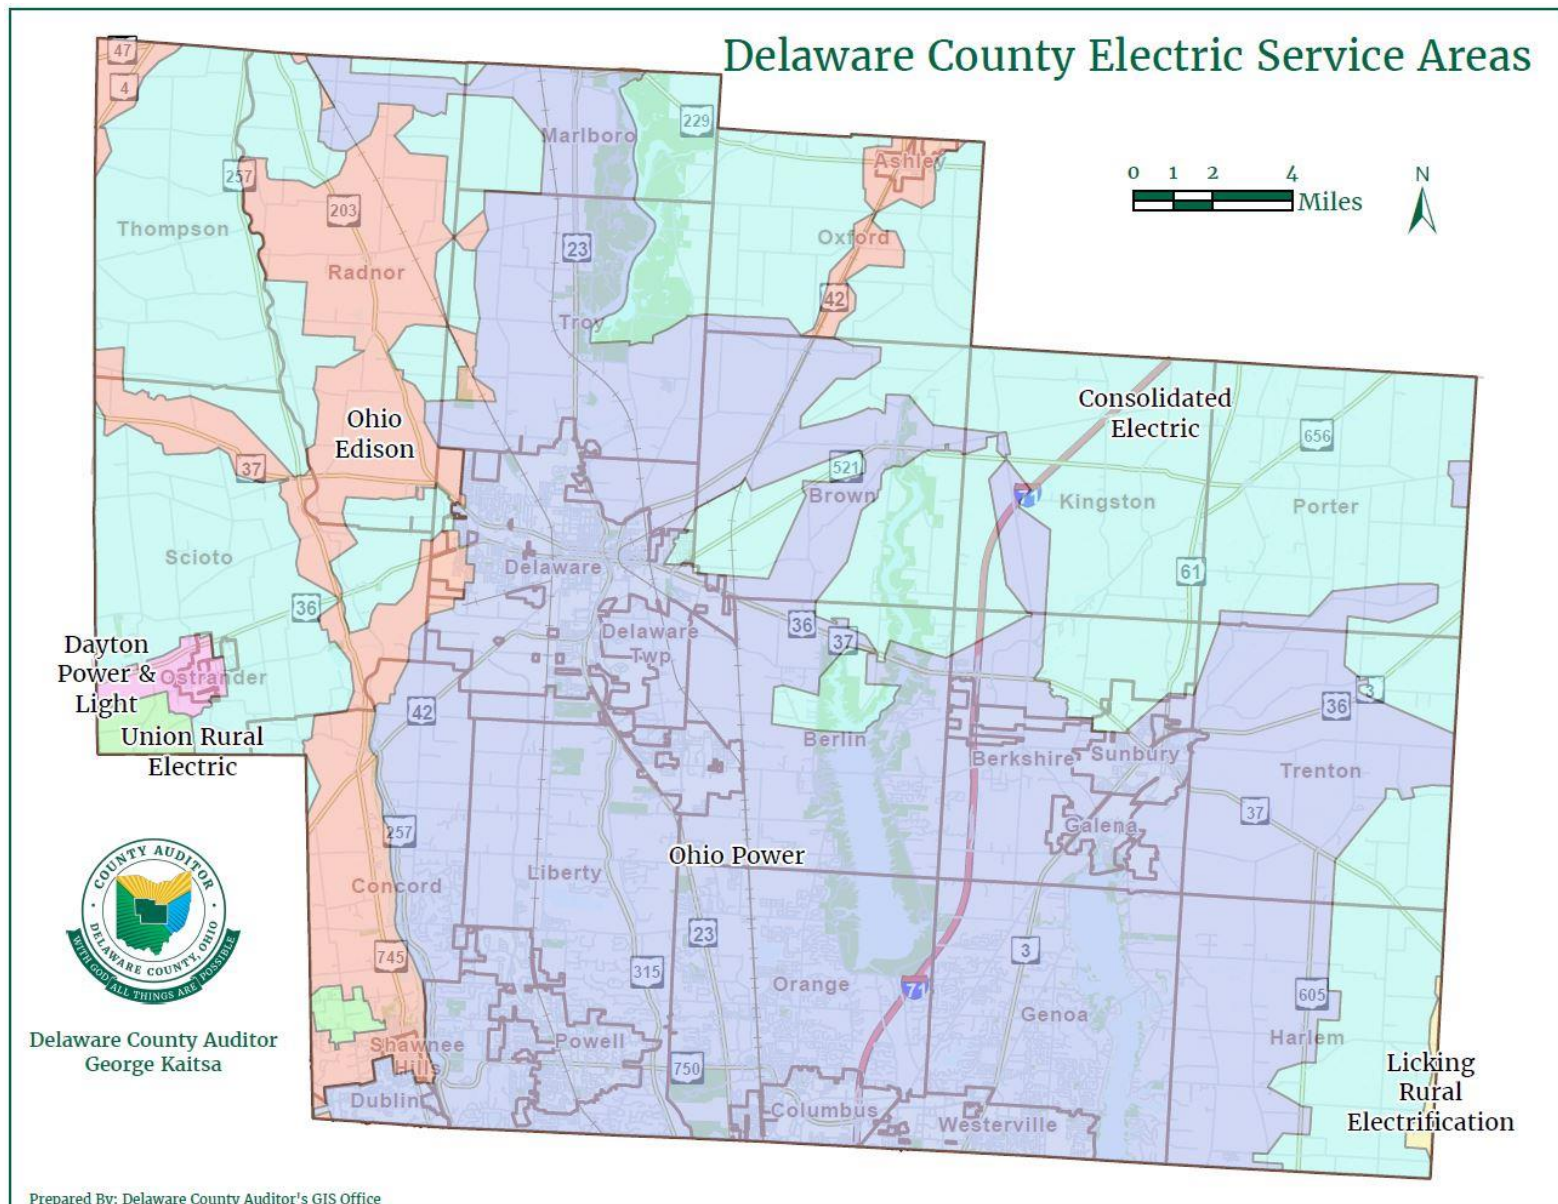 Delaware County Electric Service Areas
47
4
Marlboro
229
Ashley
0 1 2 4
Miles
N
257
203
Thompson
Radnor
23
Oxford
42
Troy
Consolidated
Electric
Ohio
Edison
656
37
521
Brown
71
Kingston
Porter
Scioto
Delaware
61
36
Delaware
Twp
36
37
Dayton
Power &
Light
Ostrander
3
36
42
Union Rural
Electric
Berlin
Berkshire
Sunbury
Trenton
37
Galena
257
Ohio Power
Liberty
Concord
COUNTY AUDITOR
DELAWARE COUNTY, OHIO
WITH GOD ALL THINGS ARE POSSIBLE
23
3
745
315
Orange
71
605
Genoa
Harlem
Delaware County Auditor
George Kaitsa
Shawnee
Hills
Powell
750
Licking
Rural
Electrification
Dublin
Columbus
Westerville
Prepared By: Delaware County Auditor's GIS Office